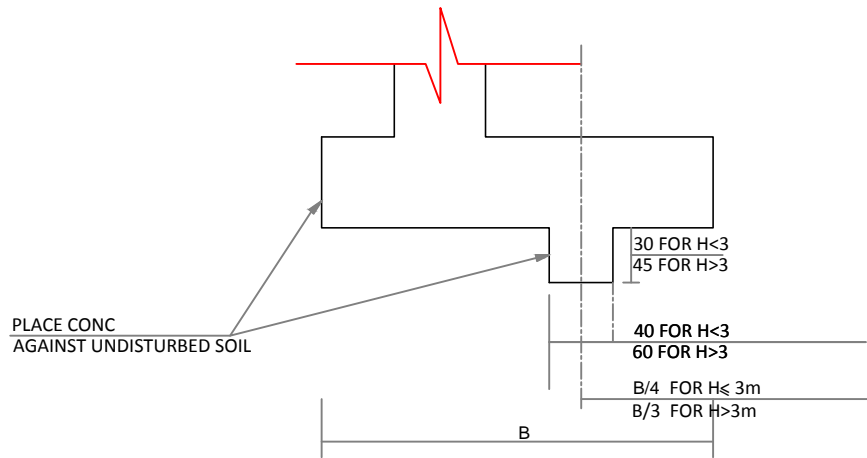 30 FOR H<3
45 FOR H>3
PLACE CONC
AGAINST UNDISTURBED SOIL
40 FOR H<3
60 FOR H>3
B/4 FOR H⩽ 3m
B/3 FOR H>3m
B